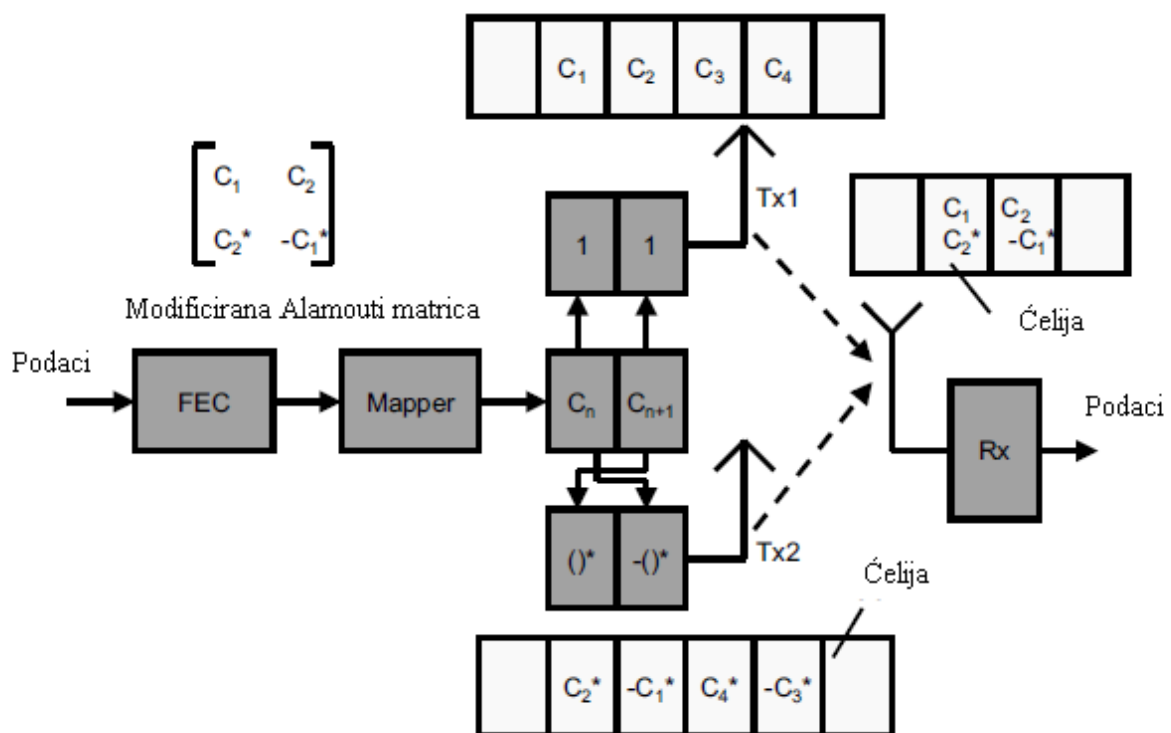 C₁ C₂ C₃ C₄
C₁ C₂
C₂* -C₁*
Modificirana Alamouti matrica
Tx1
1 1
C₁ C₂
C₂* -C₁*
Ćelija
Podaci
FEC
Mapper
Cₙ Cₙ₊₁
Rx
Podaci
()* -()*
Tx2
Ćelija
C₂* -C₁* C₄* -C₃*